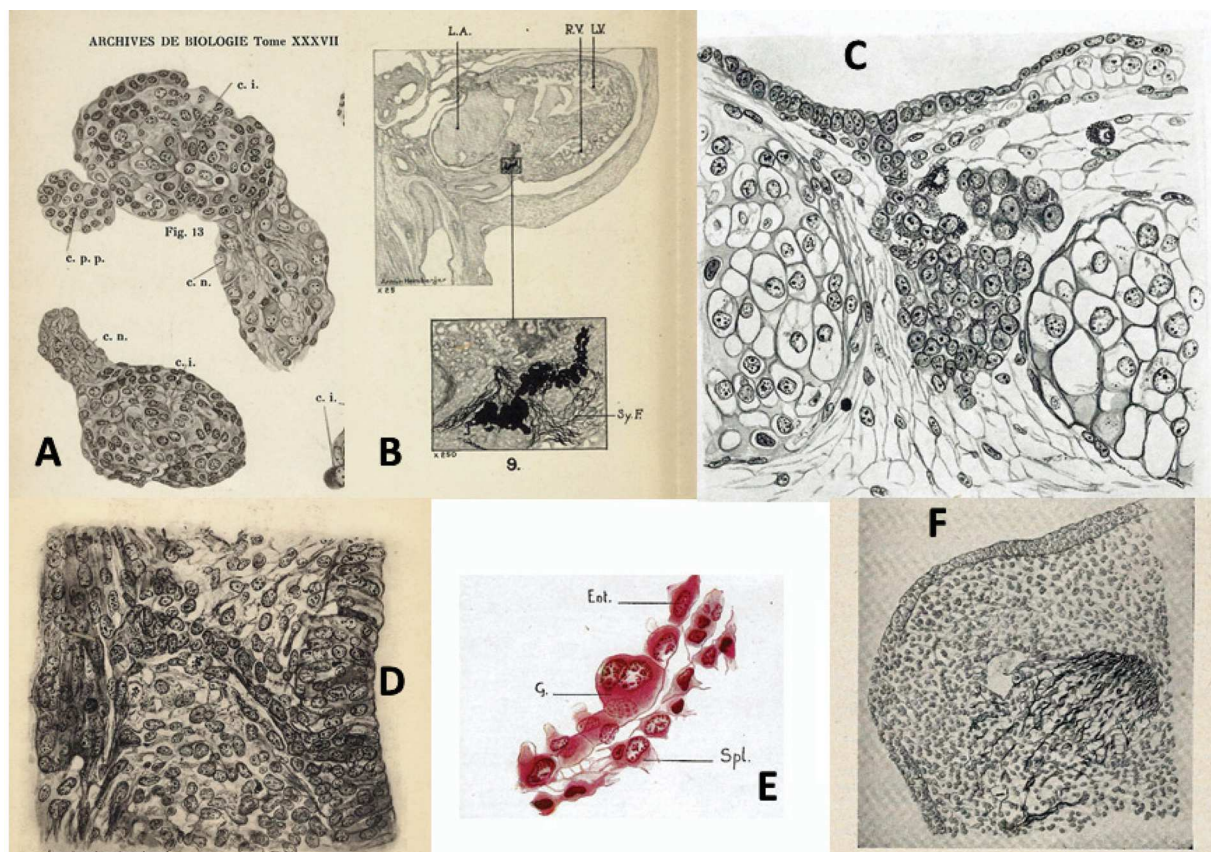 ARCHIVES DE BIOLOGIE Tome XXXVII
c. i.
Fig. 13
c. p. p.
c. n.
c. n.
c. i.
c. i.
A
L.A.
R.V.
L.V.
x 25
Sy.F.
x 250
9.
B
C
D
Ent.
G.
Spl.
E
F